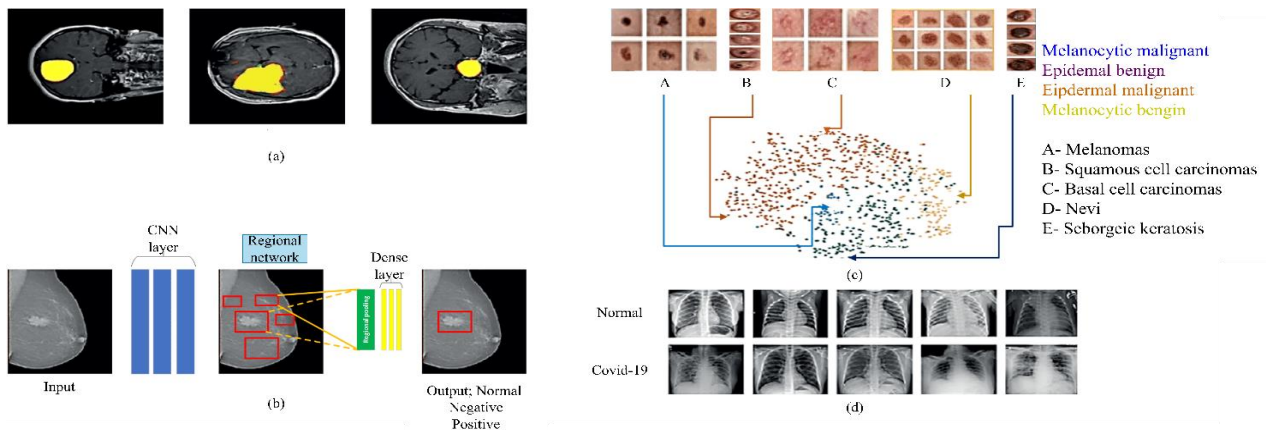 (a)
CNN
layer
Regional
network
Dense
layer
Regional pooling
Input
(b)
Output; Normal
Negative
Positive
A
B
C
D
E
Melanocytic malignant
Epidemal benign
Eipdermal malignant
Melanocytic bengin
A- Melanomas
B- Squamous cell carcinomas
C- Basal cell carcinomas
D- Nevi
E- Seborgeic keratosis
(c)
Normal
Covid-19
(d)